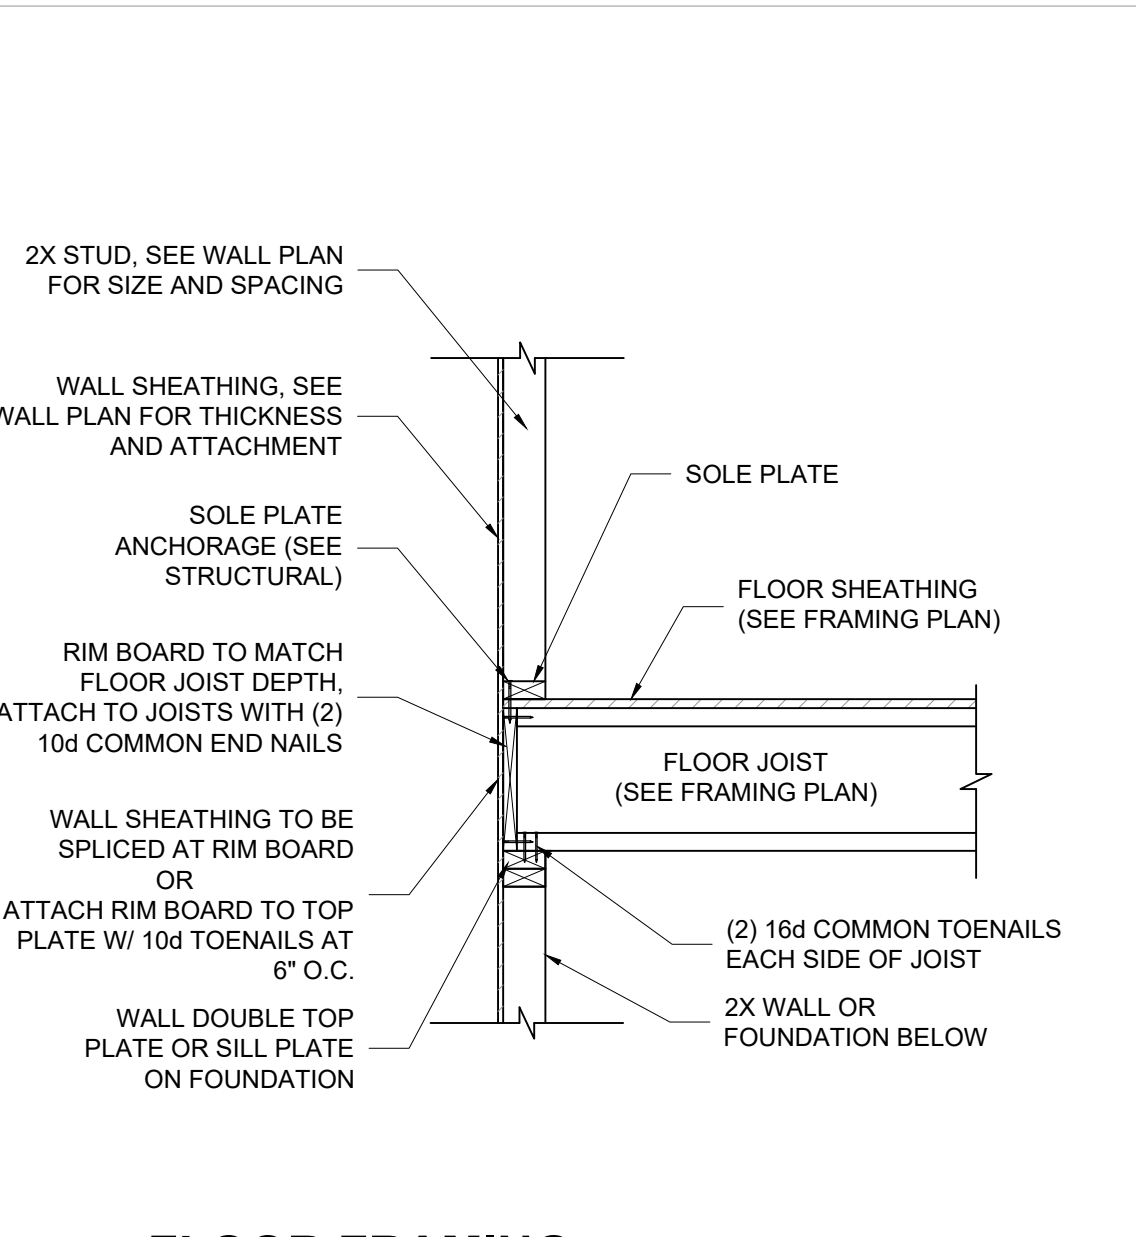 2X STUD, SEE WALL PLAN
FOR SIZE AND SPACING
WALL SHEATHING, SEE
WALL PLAN FOR THICKNESS
AND ATTACHMENT
SOLE PLATE
ANCHORAGE (SEE
STRUCTURAL)
RIM BOARD TO MATCH
FLOOR JOIST DEPTH,
ATTACH TO JOISTS WITH (2)
10d COMMON END NAILS
WALL SHEATHING TO BE
SPLICED AT RIM BOARD
OR
ATTACH RIM BOARD TO TOP
PLATE W/ 10d TOENAILS AT
6" O.C.
WALL DOUBLE TOP
PLATE OR SILL PLATE
ON FOUNDATION
SOLE PLATE
FLOOR SHEATHING
(SEE FRAMING PLAN)
FLOOR JOIST
(SEE FRAMING PLAN)
(2) 16d COMMON TOENAILS
EACH SIDE OF JOIST
2X WALL OR
FOUNDATION BELOW
FLOOR FRAMING